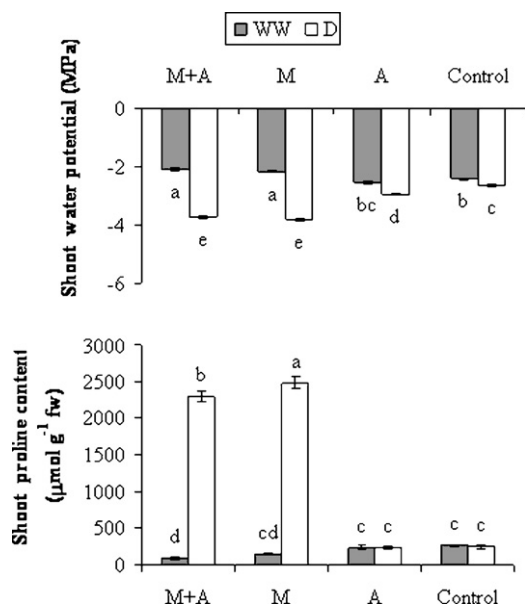 WW D
M+A M A Control
Shoot water potential (MPa)
0
-2
-4
-6
a e a e bc d b c
Shoot proline content
(µmol g⁻¹ fw)
3000
2500
2000
1500
1000
500
0
d b cd a c c c c
M+A M A Control